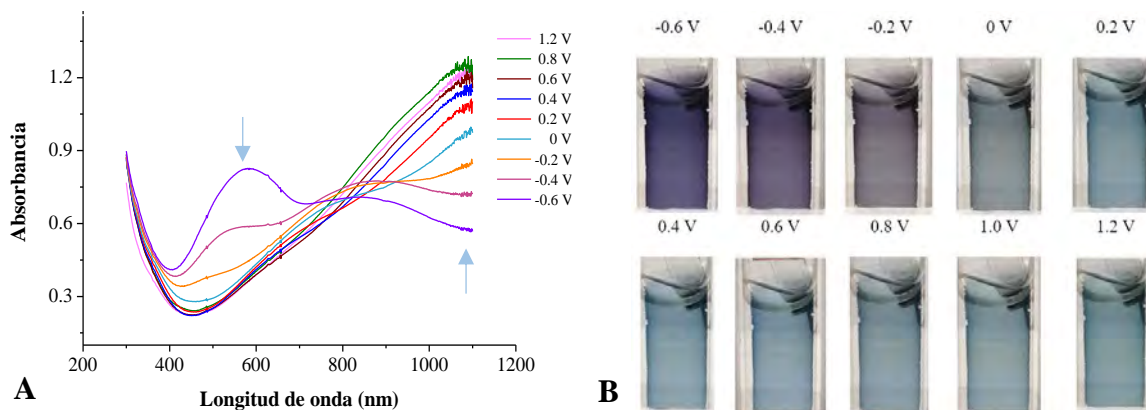 Absorbancia
1.2
0.9
0.6
0.3
200 400 600 800 1000 1200
Longitud de onda (nm)
1.2 V
0.8 V
0.6 V
0.4 V
0.2 V
0 V
-0.2 V
-0.4 V
-0.6 V
A
-0.6 V -0.4 V -0.2 V 0 V 0.2 V
0.4 V 0.6 V 0.8 V 1.0 V 1.2 V
B